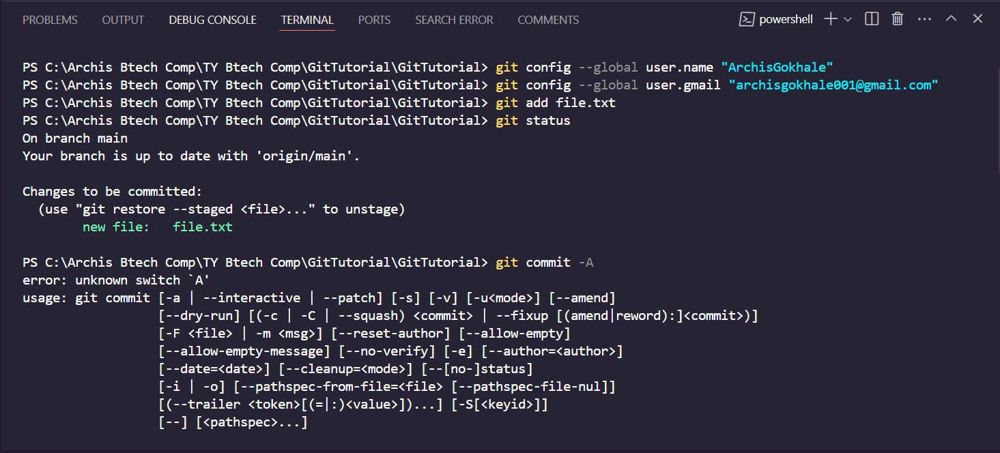 PROBLEMS OUTPUT DEBUG CONSOLE TERMINAL PORTS SEARCH ERROR COMMENTS powershell
PS C:\Archis Btech Comp\TY Btech Comp\GitTutorial\GitTutorial> git config --global user.name "ArchisGokhale"
PS C:\Archis Btech Comp\TY Btech Comp\GitTutorial\GitTutorial> git config --global user.gmail "archisgokhale001@gmail.com"
PS C:\Archis Btech Comp\TY Btech Comp\GitTutorial\GitTutorial> git add file.txt
PS C:\Archis Btech Comp\TY Btech Comp\GitTutorial\GitTutorial> git status
On branch main
Your branch is up to date with 'origin/main'.
Changes to be committed:
  (use "git restore --staged <file>..." to unstage)
        new file:   file.txt
PS C:\Archis Btech Comp\TY Btech Comp\GitTutorial\GitTutorial> git commit -A
error: unknown switch `A'
usage: git commit [-a | --interactive | --patch] [-s] [-v] [-u<mode>] [--amend]
                  [--dry-run] [(-c | -C | --squash) <commit> | --fixup [(amend|reword):]<commit>)]
                  [-F <file> | -m <msg>] [--reset-author] [--allow-empty]
                  [--allow-empty-message] [--no-verify] [-e] [--author=<author>]
                  [--date=<date>] [--cleanup=<mode>] [--[no-]status]
                  [-i | -o] [--pathspec-from-file=<file> [--pathspec-file-nul]]
                  [(--trailer <token>[(=|:)<value>])...] [-S[<keyid>]]
                  [--] [<pathspec>...]